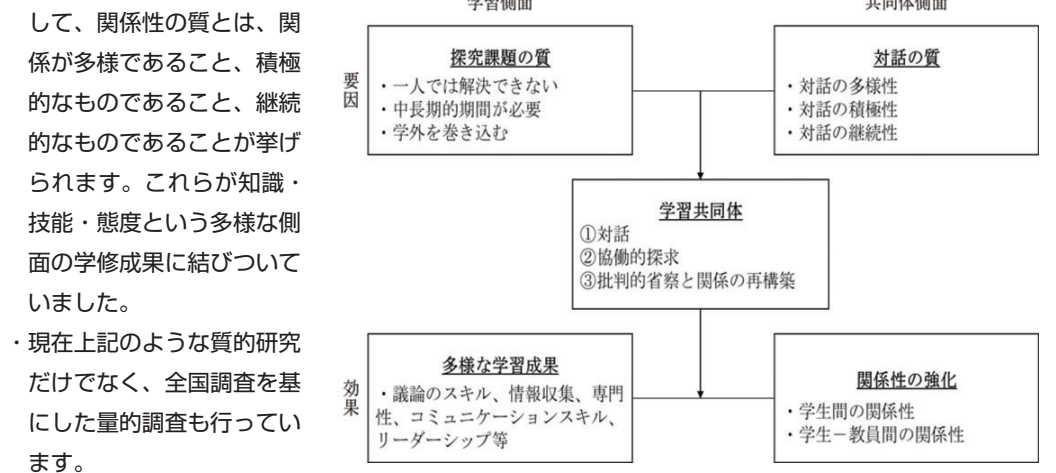 して、関係性の質とは、関
係が多様であること、積極
的なものであること、継続
的なものであることが挙げ
られます。これらが知識・
技能・態度という多様な側
面の学修成果に結びついて
いました。
・現在上記のような質的研究
だけでなく、全国調査を基
にした量的調査も行ってい
ます。
学習側面
共同体側面
要因
探究課題の質
・一人では解決できない
・中長期的期間が必要
・学外を巻き込む
対話の質
・対話の多様性
・対話の積極性
・対話の継続性
学習共同体
①対話
②協働的探求
③批判的省察と関係の再構築
効果
多様な学習成果
・議論のスキル、情報収集、専門
性、コミュニケーションスキル、
リーダーシップ等
関係性の強化
・学生間の関係性
・学生－教員間の関係性